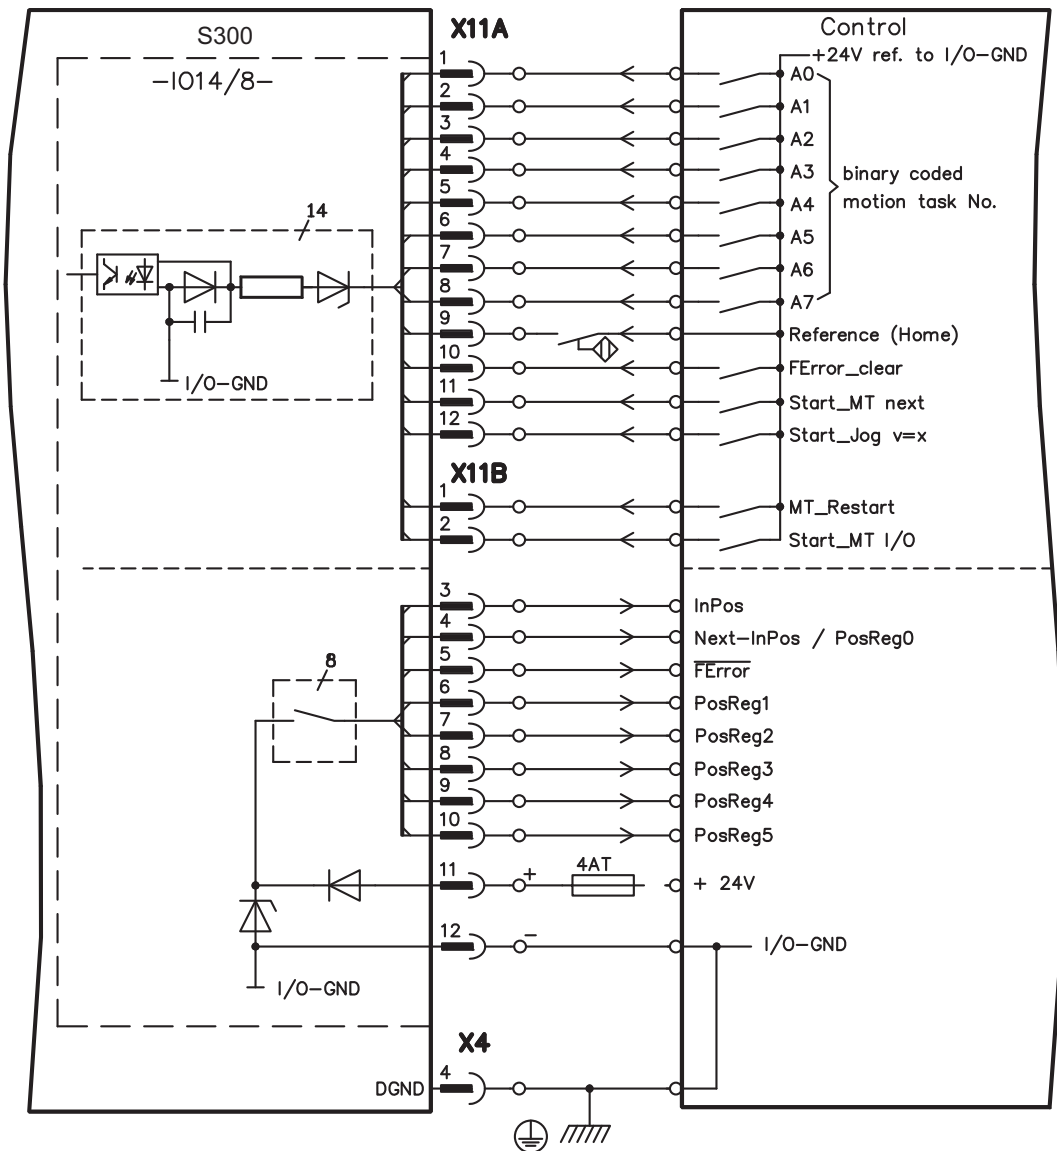 X11A
S300
Control
+24V ref. to I/O-GND
-IO14/8-
1
A0
2
A1
3
A2
4
A3
binary coded
motion task No.
5
A4
6
A5
7
A6
8
A7
14
I/O-GND
9
Reference (Home)
10
FError_clear
11
Start_MT next
12
Start_Jog v=x
X11B
1
MT_Restart
2
Start_MT I/O
3
InPos
4
Next-InPos / PosReg0
5
FError
6
PosReg1
7
PosReg2
8
PosReg3
9
PosReg4
10
PosReg5
8
11
+
4AT
+ 24V
12
-
I/O-GND
I/O-GND
X4
4
DGND